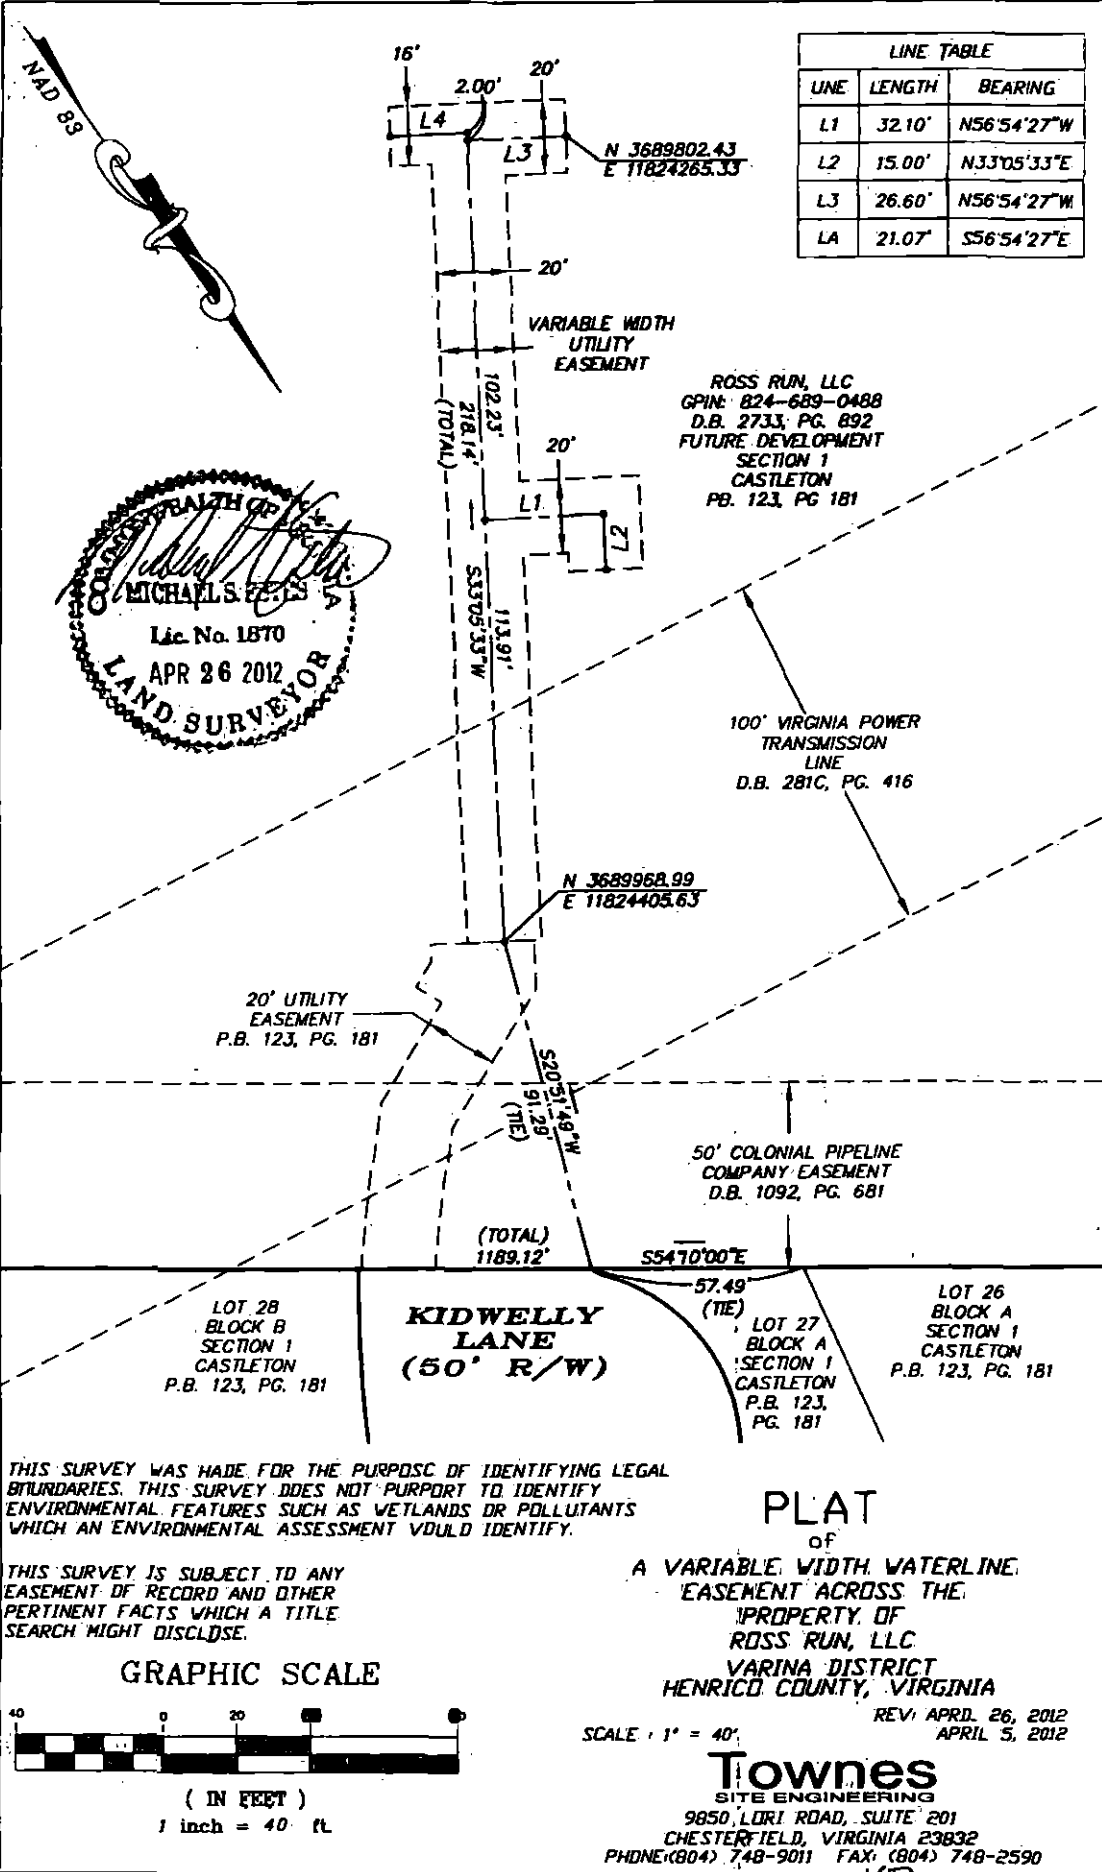 NAD 83
16'
2.00'
20'
L4
L3
N 3689802.43
E 11824265.33
LINE TABLE
LINE LENGTH BEARING
L1 32.10' N56°54'27"W
L2 15.00' N33°05'33"E
L3 26.60' N56°54'27"W
LA 21.07' S56°54'27"E
20'
VARIABLE WIDTH
UTILITY
EASEMENT
102.23'
218.14'
(TOTAL)
ROSS RUN, LLC
GPIN: 824-689-0488
D.B. 2733, PG. 892
FUTURE DEVELOPMENT
SECTION 1
CASTLETON
PB. 123, PG 181
20'
L1
L2
COMMONWEALTH OF
MICHAEL S.
Lic. No. 1870
APR 26 2012
LAND SURVEYOR
113.91'
S33°05'33"W
100' VIRGINIA POWER
TRANSMISSION
LINE
D.B. 281C, PG. 416
N 3689968.99
E 11824405.63
20' UTILITY
EASEMENT
P.B. 123, PG. 181
S20°51'49"W
91.29'
(TIE)
50' COLONIAL PIPELINE
COMPANY EASEMENT
D.B. 1092, PG. 681
(TOTAL)
1189.12'
S54°10'00"E
57.49'
(TIE)
LOT 28
BLOCK B
SECTION 1
CASTLETON
P.B. 123, PG. 181
KIDWELLY
LANE
(50' R/W)
LOT 27
BLOCK A
SECTION 1
CASTLETON
P.B. 123,
PG. 181
LOT 26
BLOCK A
SECTION 1
CASTLETON
P.B. 123, PG. 181
THIS SURVEY WAS MADE FOR THE PURPOSE OF IDENTIFYING LEGAL
BOUNDARIES. THIS SURVEY DOES NOT PURPORT TO IDENTIFY
ENVIRONMENTAL FEATURES SUCH AS WETLANDS OR POLLUTANTS
WHICH AN ENVIRONMENTAL ASSESSMENT WOULD IDENTIFY.
THIS SURVEY IS SUBJECT TO ANY
EASEMENT OF RECORD AND OTHER
PERTINENT FACTS WHICH A TITLE
SEARCH MIGHT DISCLOSE.
GRAPHIC SCALE
40 0 20
( IN FEET )
1 inch = 40 ft.
PLAT
of
A VARIABLE WIDTH WATERLINE
EASEMENT ACROSS THE
PROPERTY OF
ROSS RUN, LLC
VARINA DISTRICT
HENRICO COUNTY, VIRGINIA
REV: APRIL 26, 2012
SCALE : 1" = 40' APRIL 5, 2012
Townes
SITE ENGINEERING
9850 LORI ROAD, SUITE 201
CHESTERFIELD, VIRGINIA 23832
PHONE:(804) 748-9011 FAX: (804) 748-2590